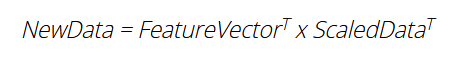 NewData = FeatureVectorᵀ x ScaledDataᵀ